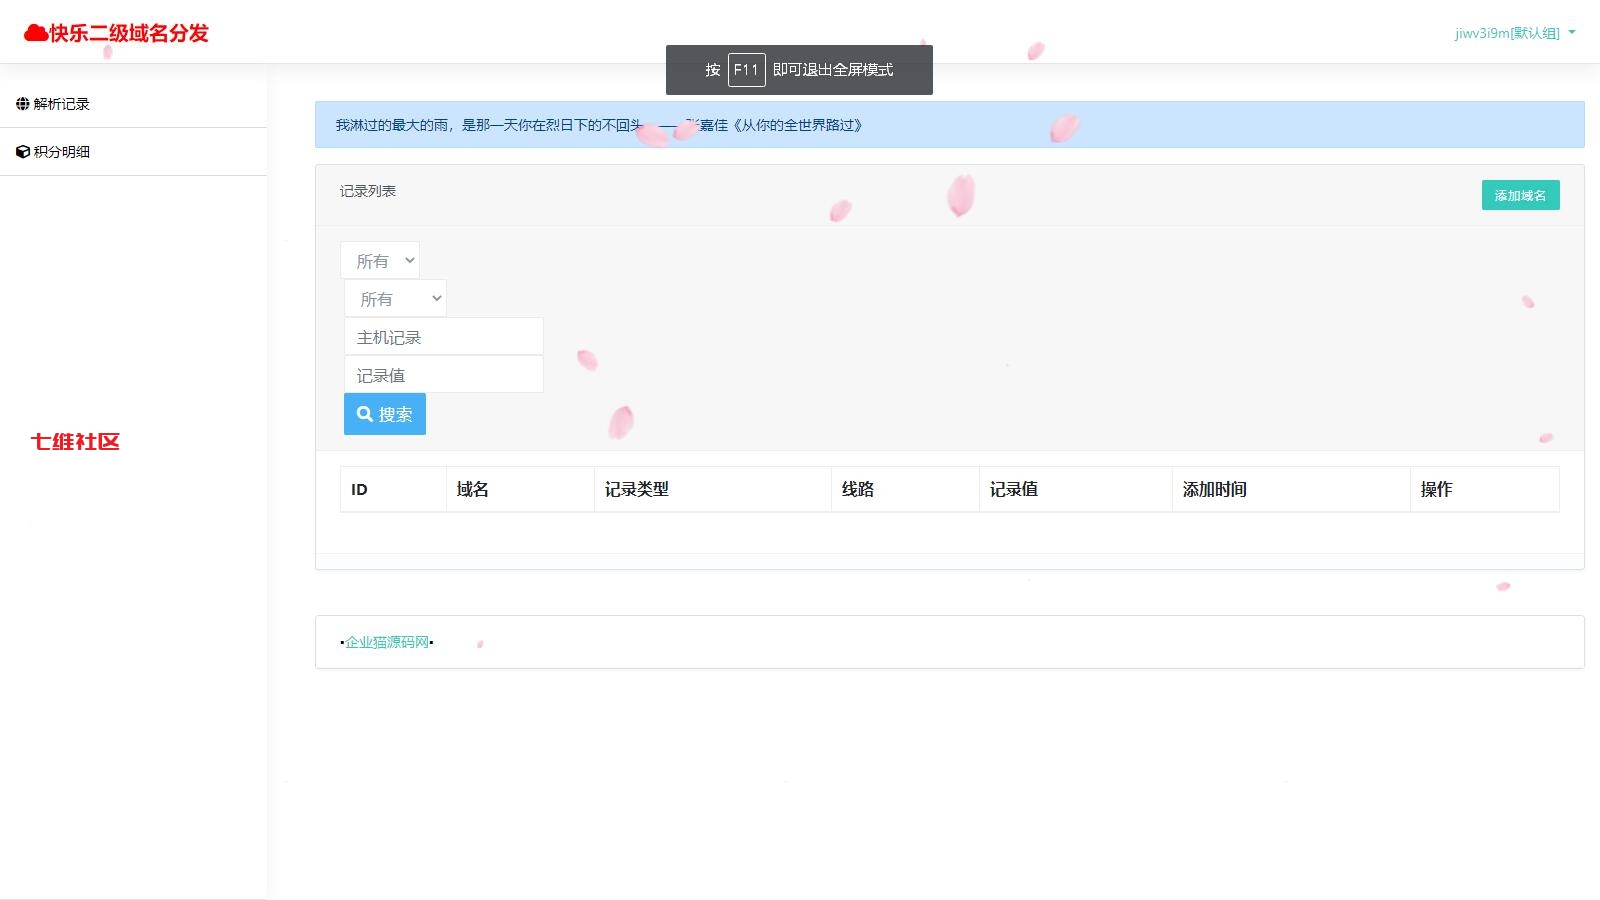 快乐二级域名分发
jiwv3i9m[默认组]
按 F11 即可退出全屏模式
解析记录
积分明细
七维社区
我淋过的最大的雨，是那一天你在烈日下的不回头。——张嘉佳《从你的全世界路过》
记录列表
添加域名
所有
所有
主机记录
记录值
搜索
ID 域名 记录类型 线路 记录值 添加时间 操作
▪企业猫源码网▪